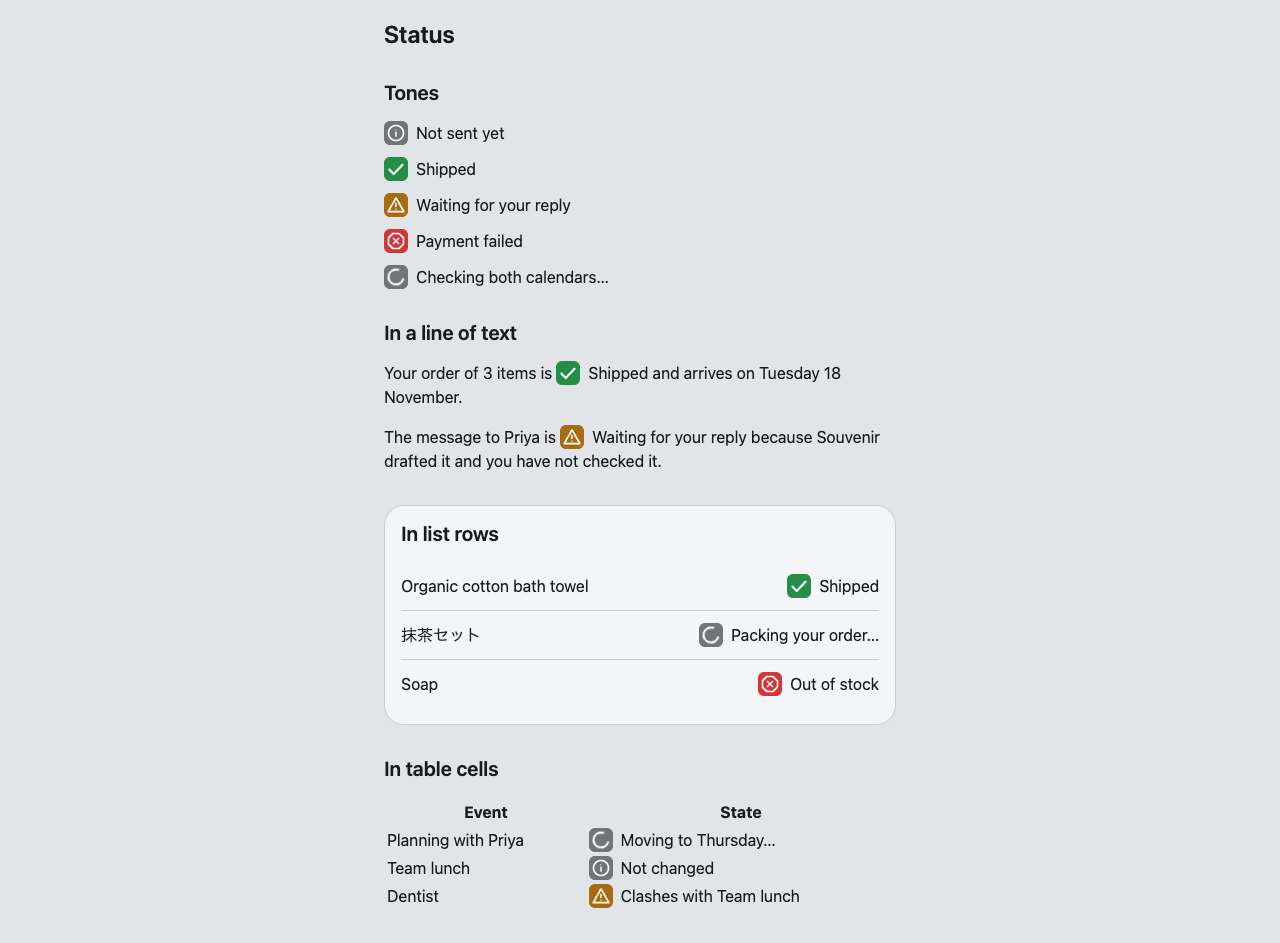 Status
Tones
Not sent yet
Shipped
Waiting for your reply
Payment failed
Checking both calendars...
In a line of text
Your order of 3 items is Shipped and arrives on Tuesday 18
November.
The message to Priya is Waiting for your reply because Souvenir
drafted it and you have not checked it.
In list rows
Organic cotton bath towel Shipped
抹茶セット Packing your order...
Soap Out of stock
In table cells
Event State
Planning with Priya Moving to Thursday...
Team lunch Not changed
Dentist Clashes with Team lunch